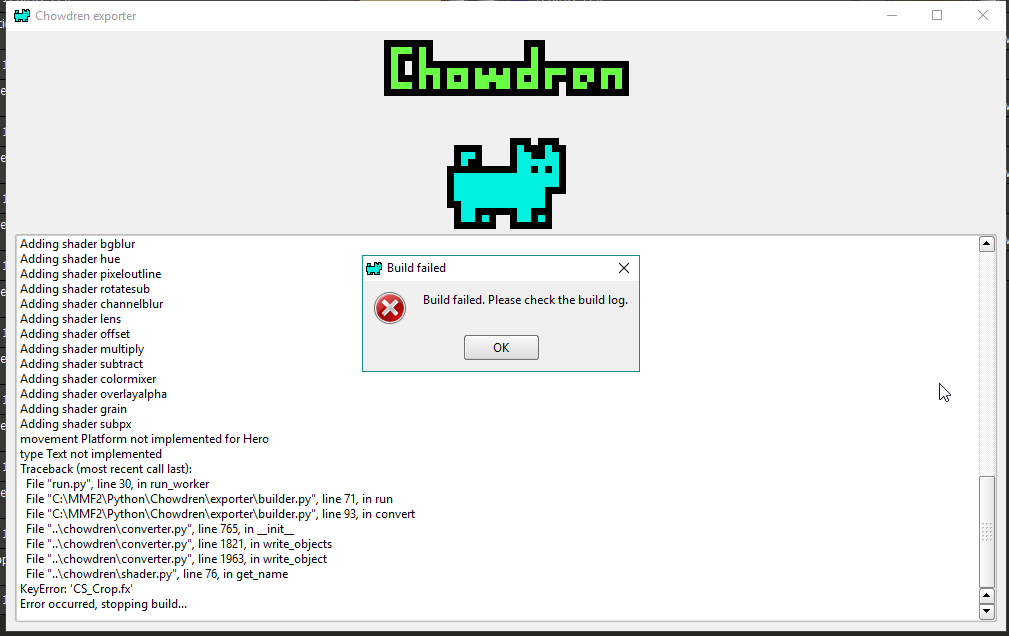 Chowdren exporter
Chowdren
Adding shader bgblur
Adding shader hue
Adding shader pixeloutline
Adding shader rotatesub
Adding shader channelblur
Adding shader lens
Adding shader offset
Adding shader multiply
Adding shader subtract
Adding shader colormixer
Adding shader overlayalpha
Adding shader grain
Adding shader subpx
movement Platform not implemented for Hero
type Text not implemented
Traceback (most recent call last):
File "run.py", line 30, in run_worker
File "C:\MMF2\Python\Chowdren\exporter\builder.py", line 71, in run
File "C:\MMF2\Python\Chowdren\exporter\builder.py", line 93, in convert
File "..\chowdren\converter.py", line 765, in __init__
File "..\chowdren\converter.py", line 1821, in write_objects
File "..\chowdren\converter.py", line 1963, in write_object
File "..\chowdren\shader.py", line 76, in get_name
KeyError: 'CS_Crop.fx'
Error occurred, stopping build...
Build failed
Build failed. Please check the build log.
OK